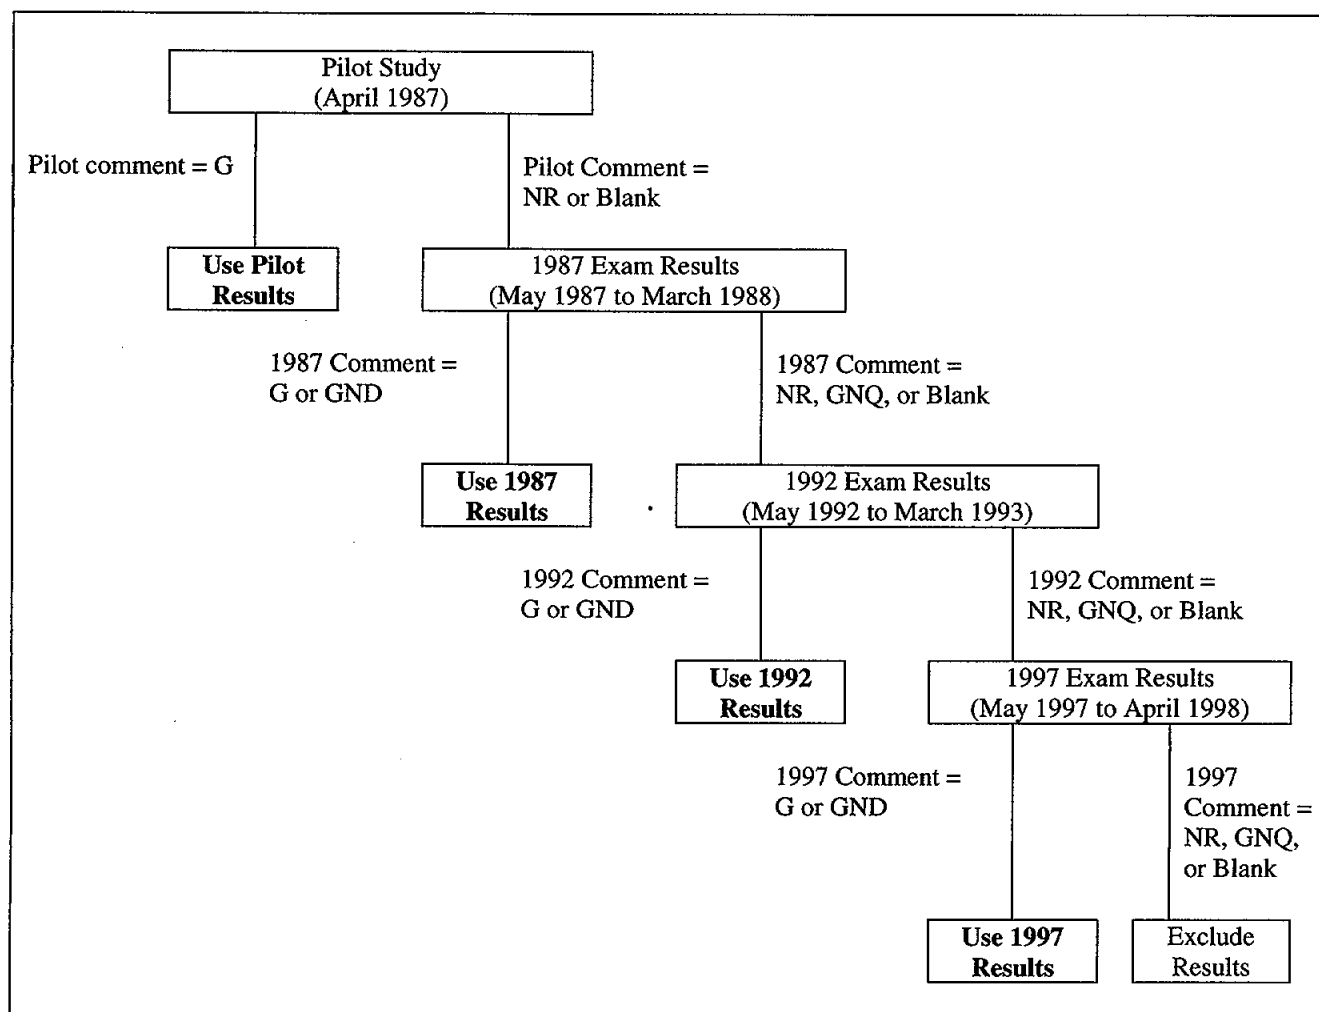 Pilot Study
(April 1987)
Pilot comment = G
Pilot Comment =
NR or Blank
Use Pilot
Results
1987 Exam Results
(May 1987 to March 1988)
1987 Comment =
G or GND
1987 Comment =
NR, GNQ, or Blank
Use 1987
Results
1992 Exam Results
(May 1992 to March 1993)
1992 Comment =
G or GND
1992 Comment =
NR, GNQ, or Blank
Use 1992
Results
1997 Exam Results
(May 1997 to April 1998)
1997 Comment =
G or GND
1997
Comment =
NR, GNQ,
or Blank
Use 1997
Results
Exclude
Results